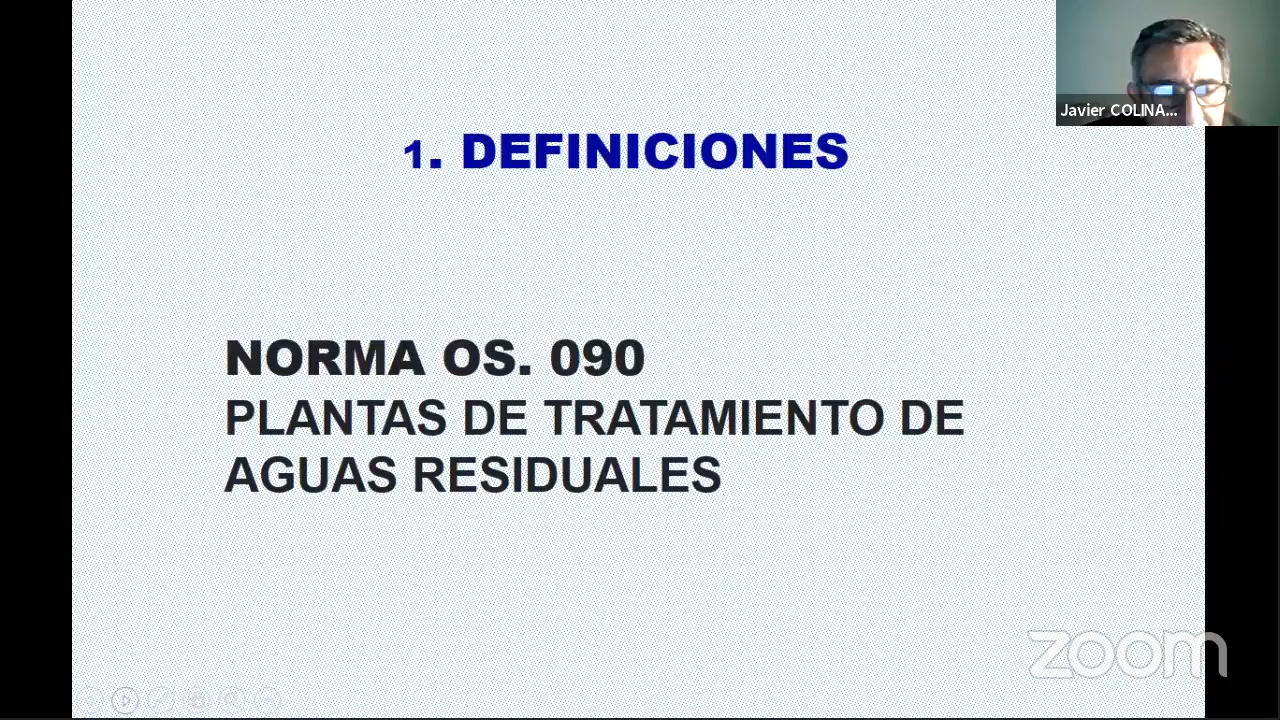 Javier COLINA...
1. DEFINICIONES
NORMA OS. 090
PLANTAS DE TRATAMIENTO DE
AGUAS RESIDUALES
zoom